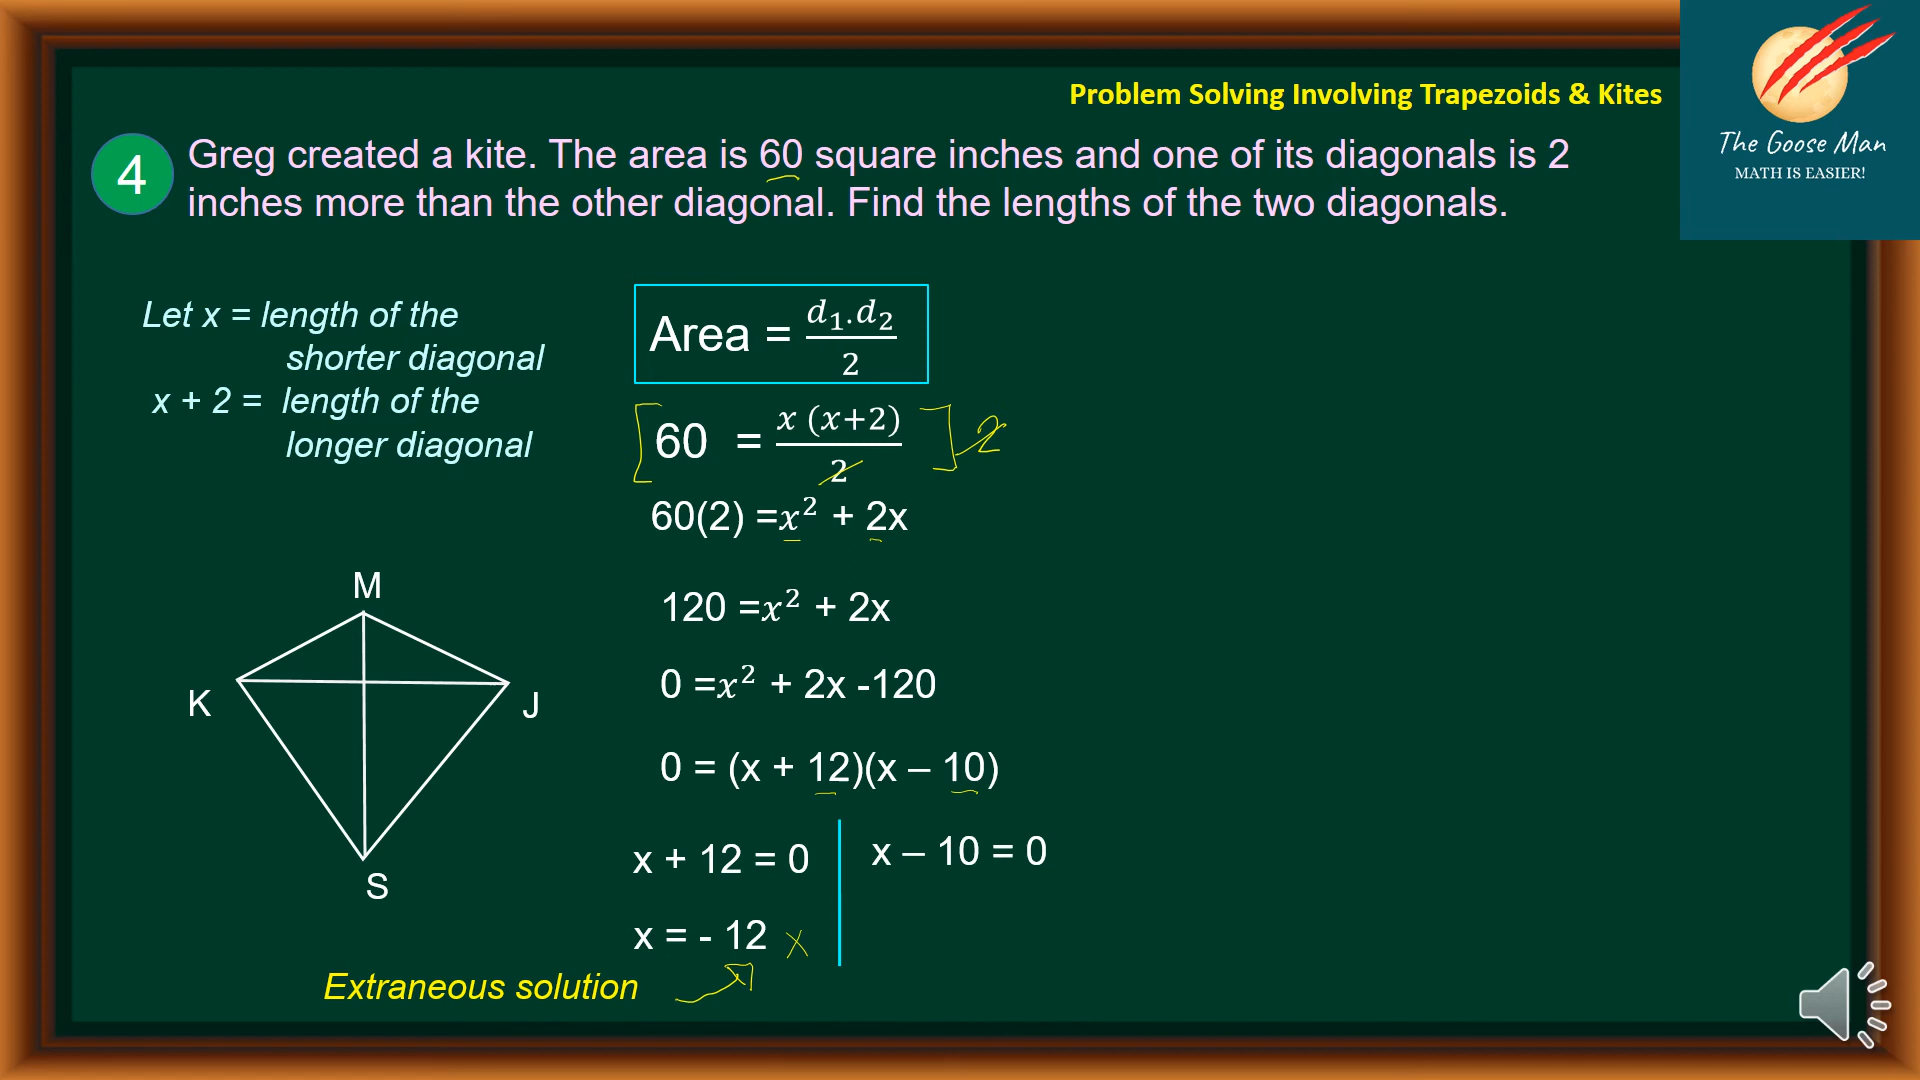 Problem Solving Involving Trapezoids & Kites
The Goose Man
MATH IS EASIER!
4
Greg created a kite. The area is 60 square inches and one of its diagonals is 2
inches more than the other diagonal. Find the lengths of the two diagonals.
Let x = length of the
shorter diagonal
x + 2 = length of the
longer diagonal
Area = d₁.d₂/2
[60 = x (x+2)/2] 2
60(2) =x² + 2x
120 =x² + 2x
0 =x² + 2x -120
0 = (x + 12)(x – 10)
x + 12 = 0
x – 10 = 0
x = - 12 x
Extraneous solution
M
K
J
S